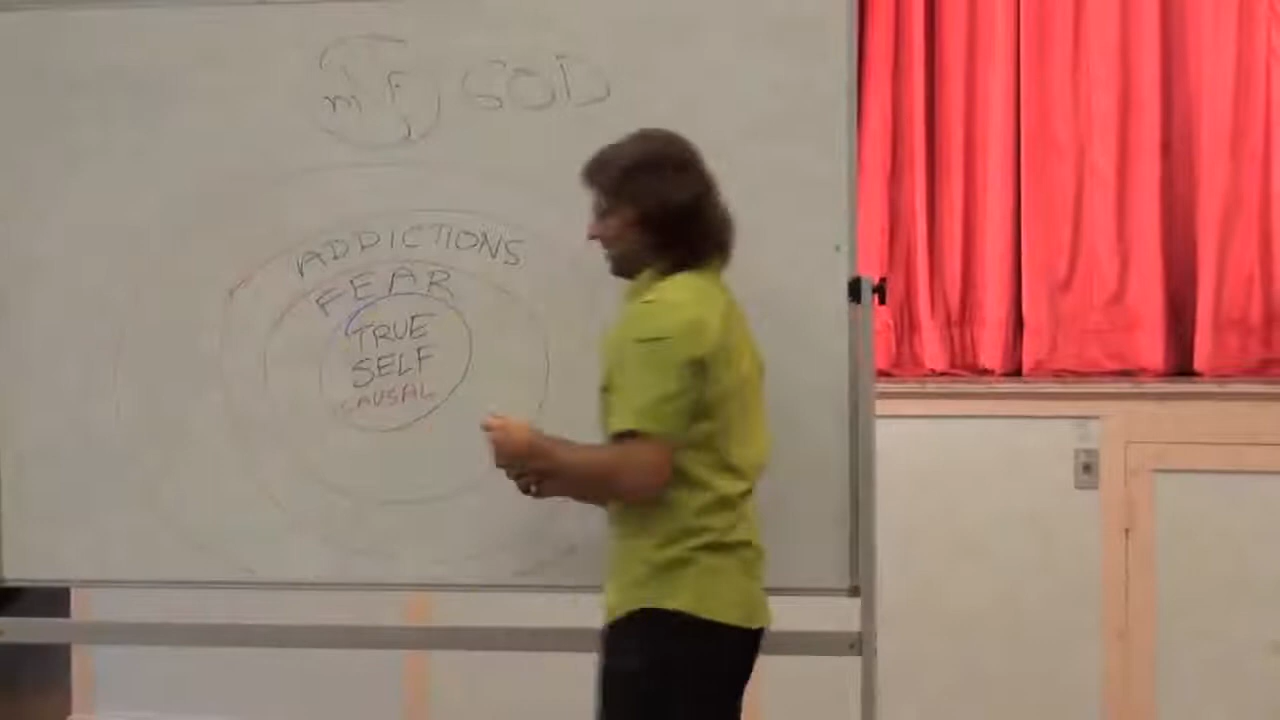 m F GOD
ADDICTIONS
FEAR
TRUE
SELF
CAUSAL